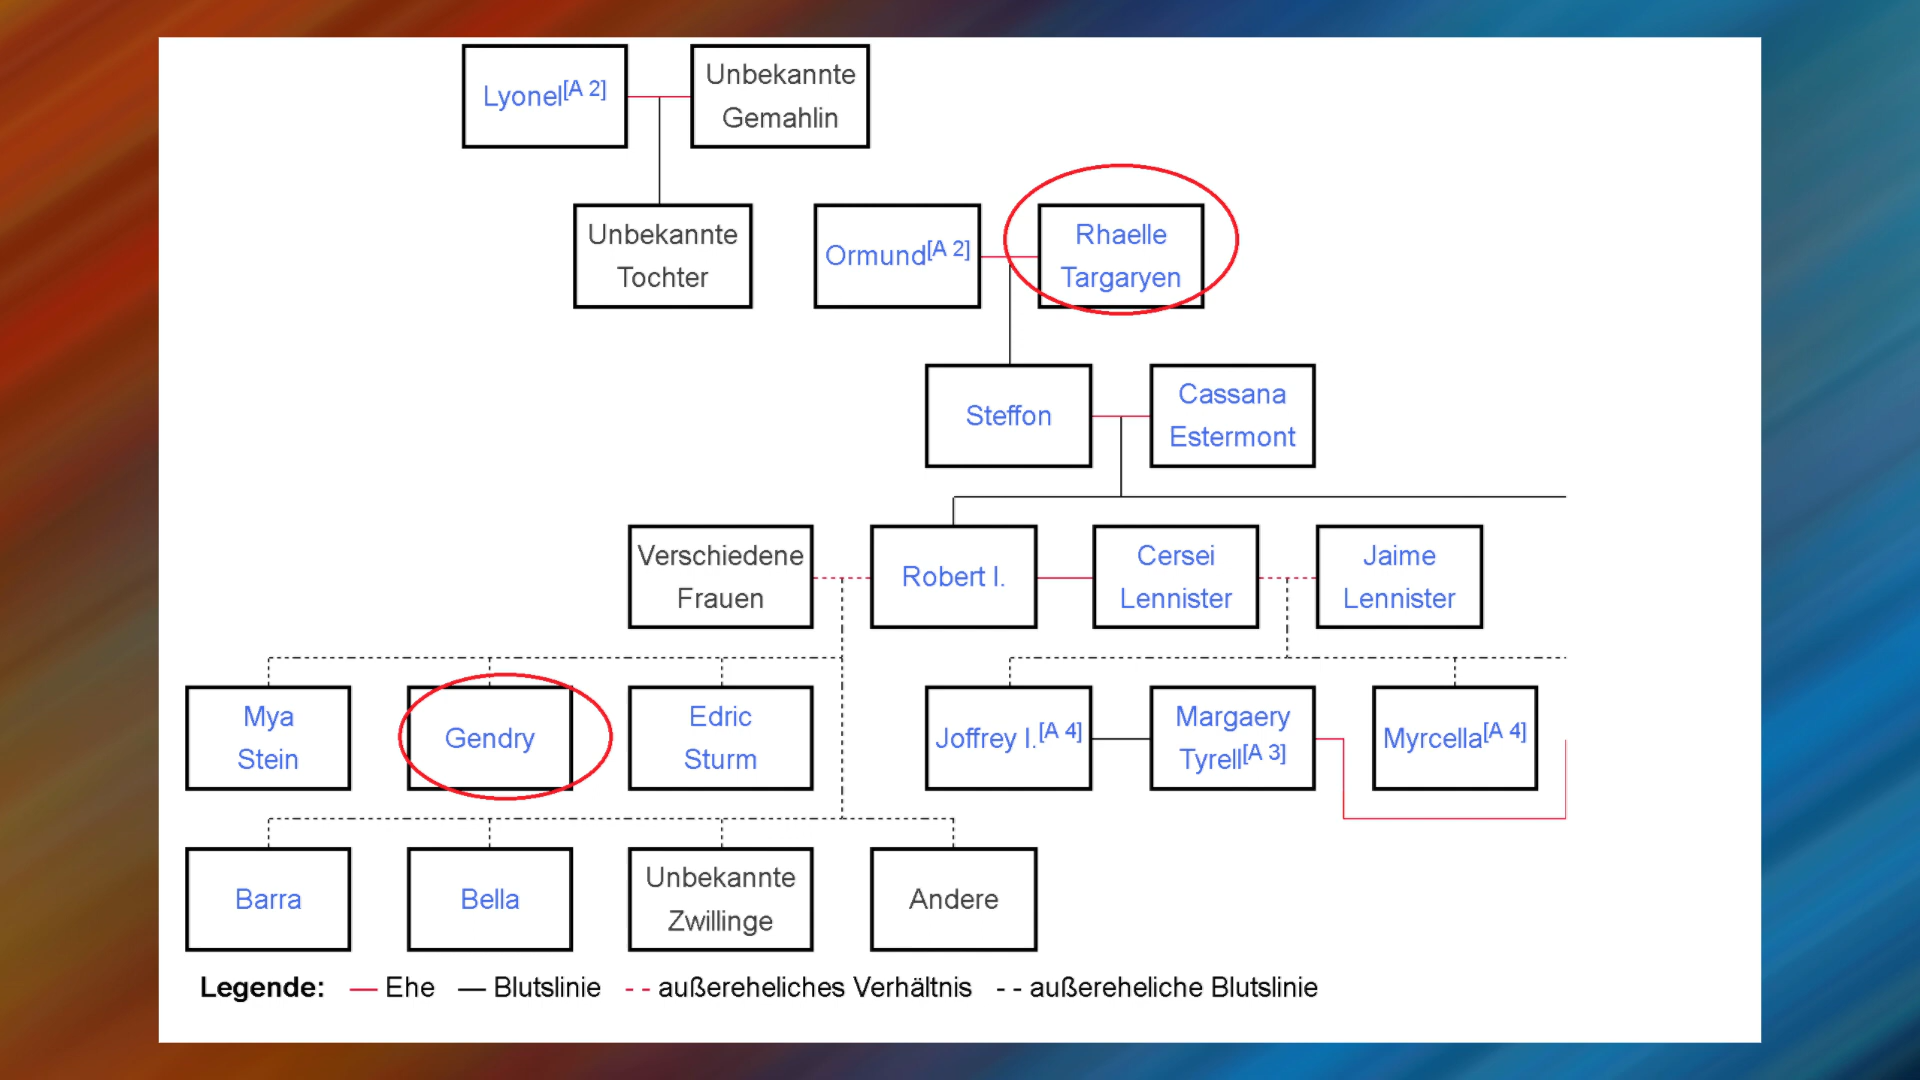 Lyonel[A 2]
Unbekannte
Gemahlin
Unbekannte
Tochter
Ormund[A 2]
Rhaelle
Targaryen
Steffon
Cassana
Estermont
Verschiedene
Frauen
Robert I.
Cersei
Lennister
Jaime
Lennister
Mya
Stein
Gendry
Edric
Sturm
Joffrey I.[A 4]
Margaery
Tyrell[A 3]
Myrcella[A 4]
Barra
Bella
Unbekannte
Zwillinge
Andere
Legende: — Ehe — Blutslinie - - außereheliches Verhältnis - - außereheliche Blutslinie